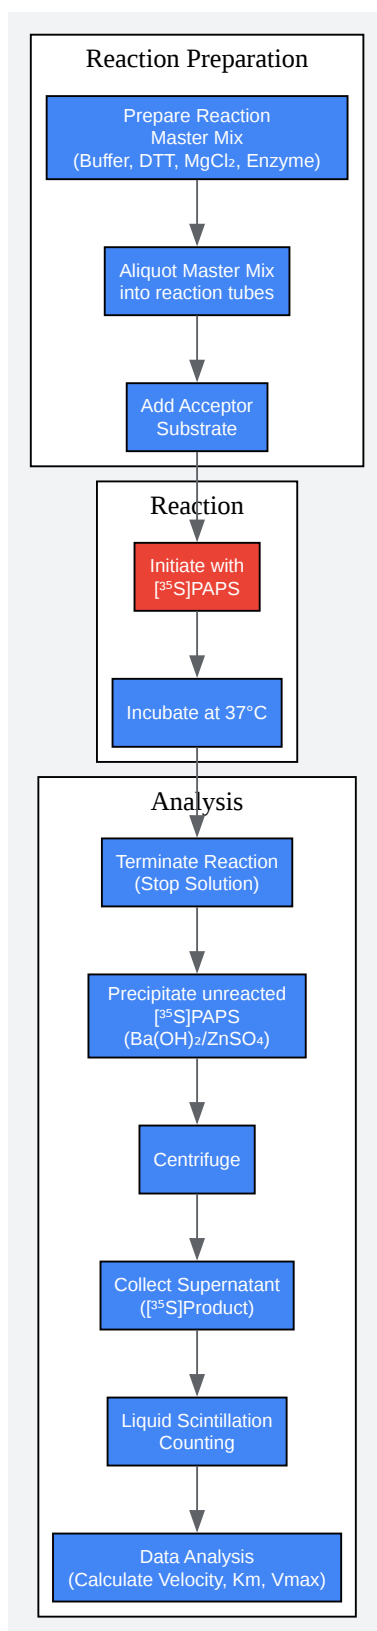 Reaction Preparation
Prepare Reaction
Master Mix
(Buffer, DTT, MgCl₂, Enzyme)
Aliquot Master Mix
into reaction tubes
Add Acceptor
Substrate
Reaction
Initiate with
[³⁵S]PAPS
Incubate at 37°C
Analysis
Terminate Reaction
(Stop Solution)
Precipitate unreacted
[³⁵S]PAPS
(Ba(OH)₂/ZnSO₄)
Centrifuge
Collect Supernatant
([³⁵S]Product)
Liquid Scintillation
Counting
Data Analysis
(Calculate Velocity, Km, Vmax)